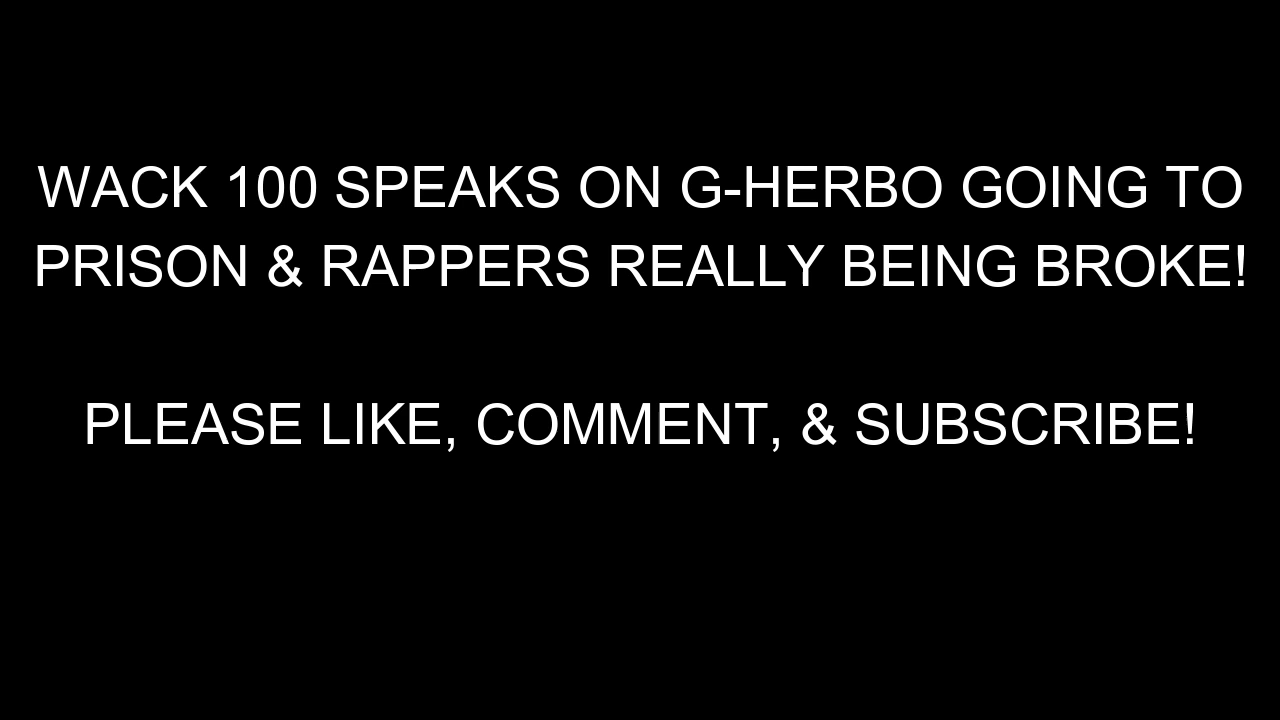 WACK 100 SPEAKS ON G-HERBO GOING TO
PRISON & RAPPERS REALLY BEING BROKE!
PLEASE LIKE, COMMENT, & SUBSCRIBE!